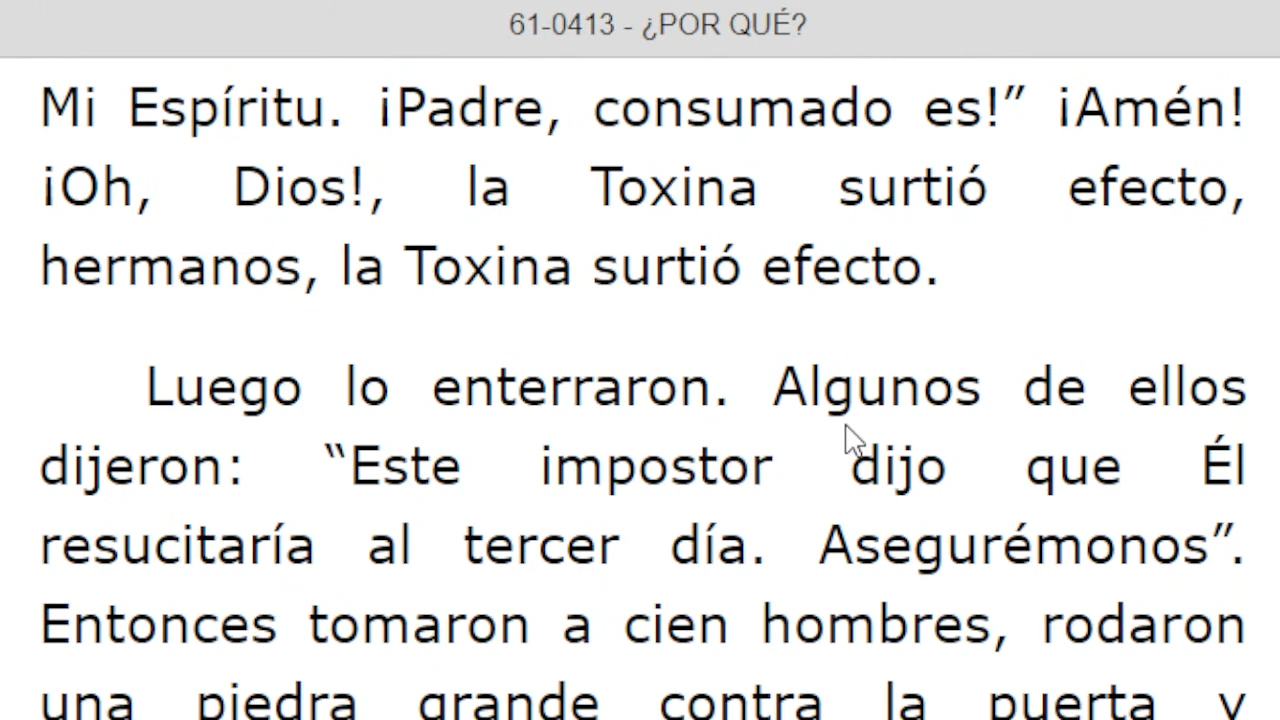 61-0413 - ¿POR QUÉ?
Mi Espíritu. ¡Padre, consumado es!” ¡Amén!
¡Oh, Dios!, la Toxina surtió efecto,
hermanos, la Toxina surtió efecto.
Luego lo enterraron. Algunos de ellos
dijeron: “Este impostor dijo que Él
resucitaría al tercer día. Asegurémonos”.
Entonces tomaron a cien hombres, rodaron
una piedra grande contra la puerta y